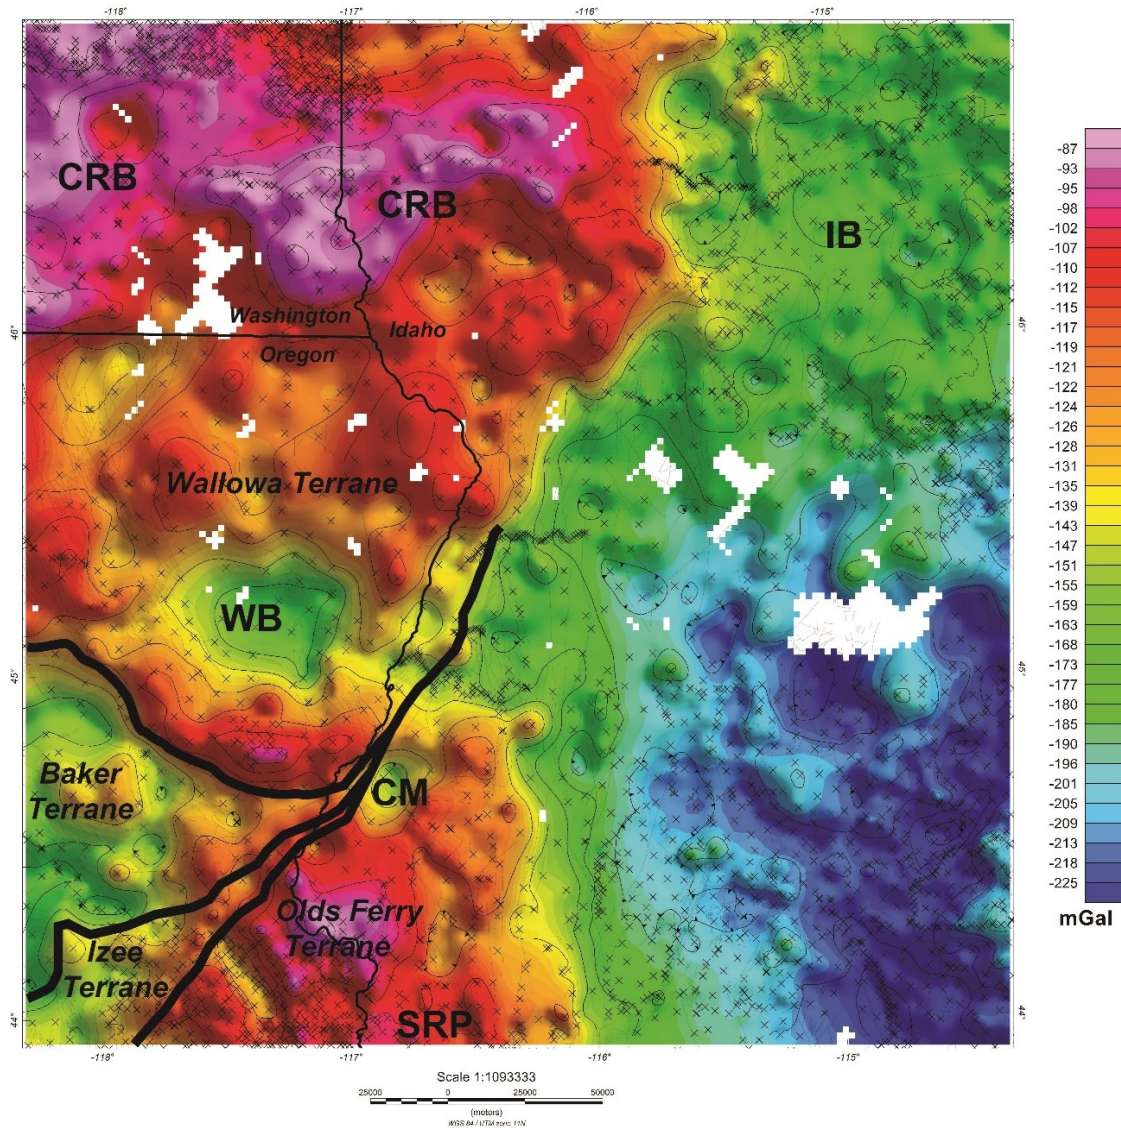 -118° -117° -116° -115°
CRB
CRB
IB
Washington
Idaho
Oregon
46° 46°
Wallowa Terrane
WB
45° 45°
Baker
Terrane
CM
Olds Ferry
Terrane
Izee
Terrane
SRP
44° 44°
-118° -117° -116° -115°
-87
-93
-95
-98
-102
-107
-110
-112
-115
-117
-119
-121
-122
-124
-126
-128
-131
-135
-139
-143
-147
-151
-155
-159
-163
-168
-173
-177
-180
-185
-190
-196
-201
-205
-209
-213
-218
-225
mGal
Scale 1:1093333
25000 0 25000 50000
(meters)
WGS 84 / UTM zone 11N